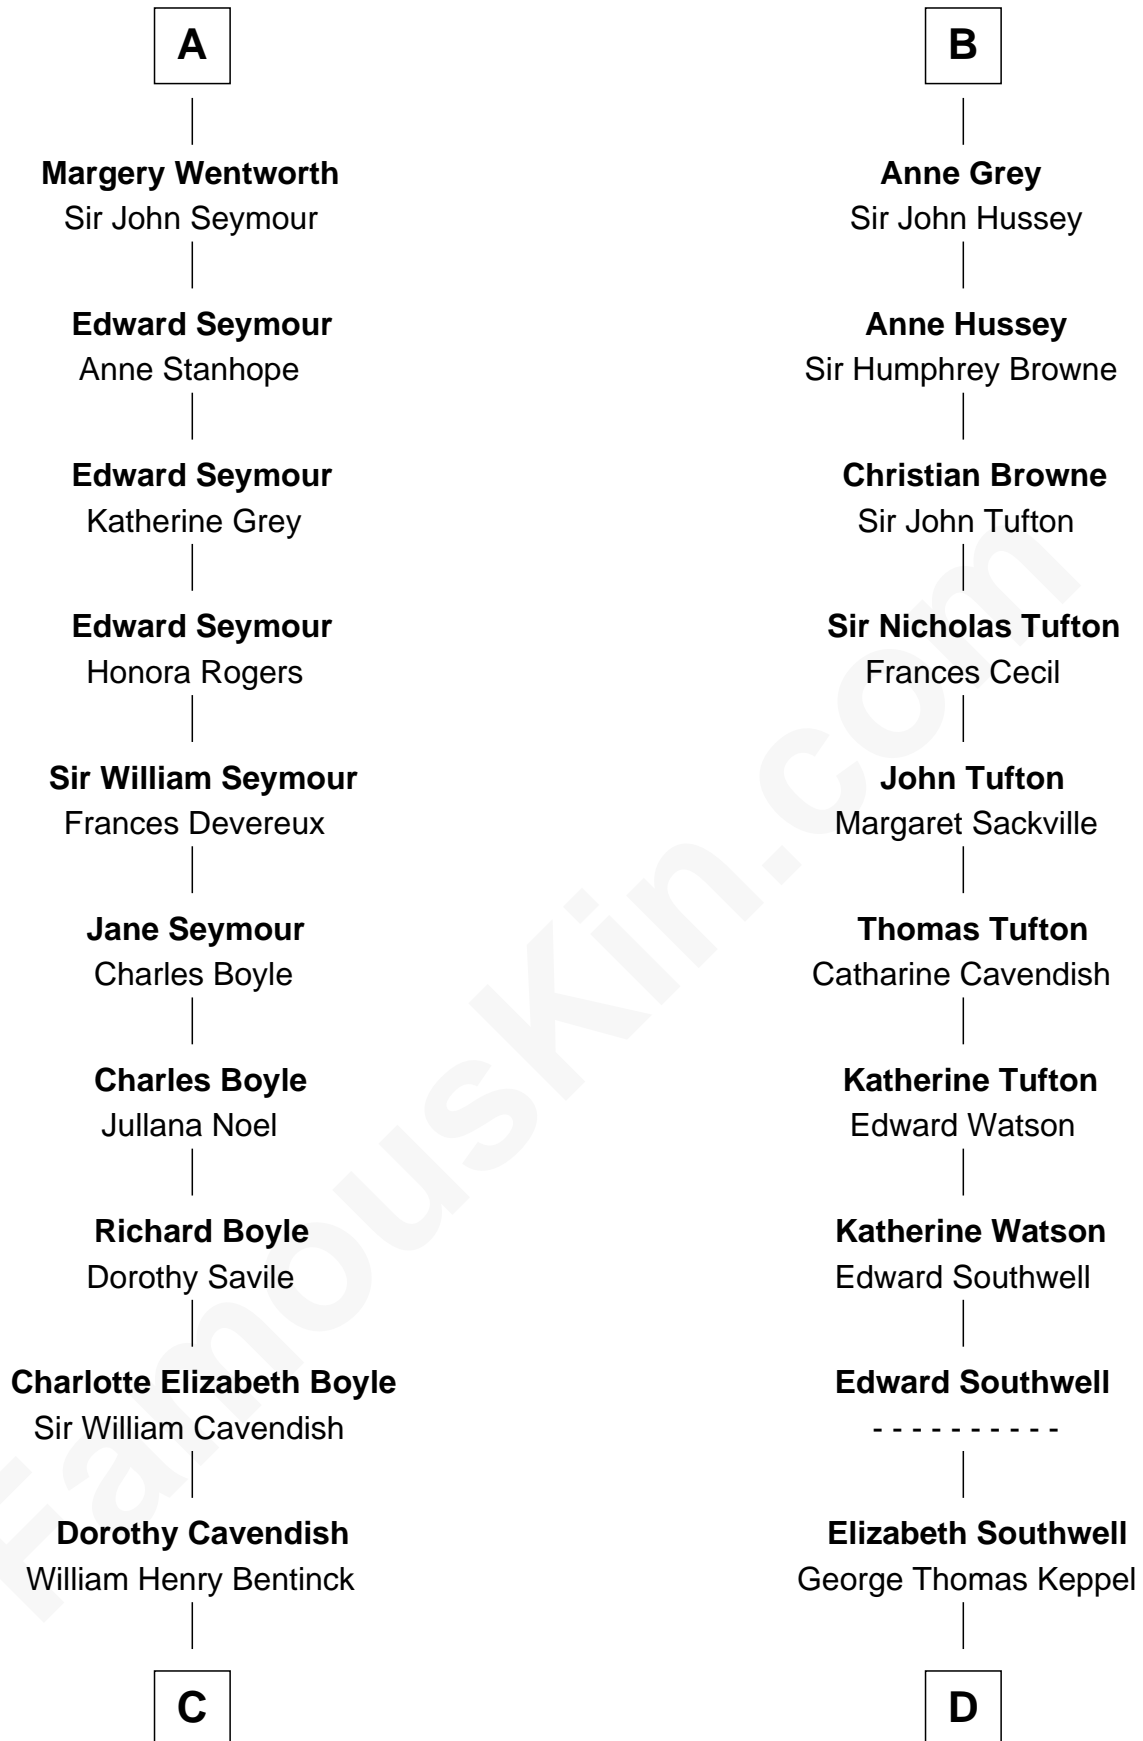 A
Margery Wentworth
Sir John Seymour
Edward Seymour
Anne Stanhope
Edward Seymour
Katherine Grey
Edward Seymour
Honora Rogers
Sir William Seymour
Frances Devereux
Jane Seymour
Charles Boyle
Charles Boyle
Jullana Noel
Richard Boyle
Dorothy Savile
Charlotte Elizabeth Boyle
Sir William Cavendish
Dorothy Cavendish
William Henry Bentinck
C
B
Anne Grey
Sir John Hussey
Anne Hussey
Sir Humphrey Browne
Christian Browne
Sir John Tufton
Sir Nicholas Tufton
Frances Cecil
John Tufton
Margaret Sackville
Thomas Tufton
Catharine Cavendish
Katherine Tufton
Edward Watson
Katherine Watson
Edward Southwell
Edward Southwell
- - - - - - - - - -
Elizabeth Southwell
George Thomas Keppel
D
FamousKin.com